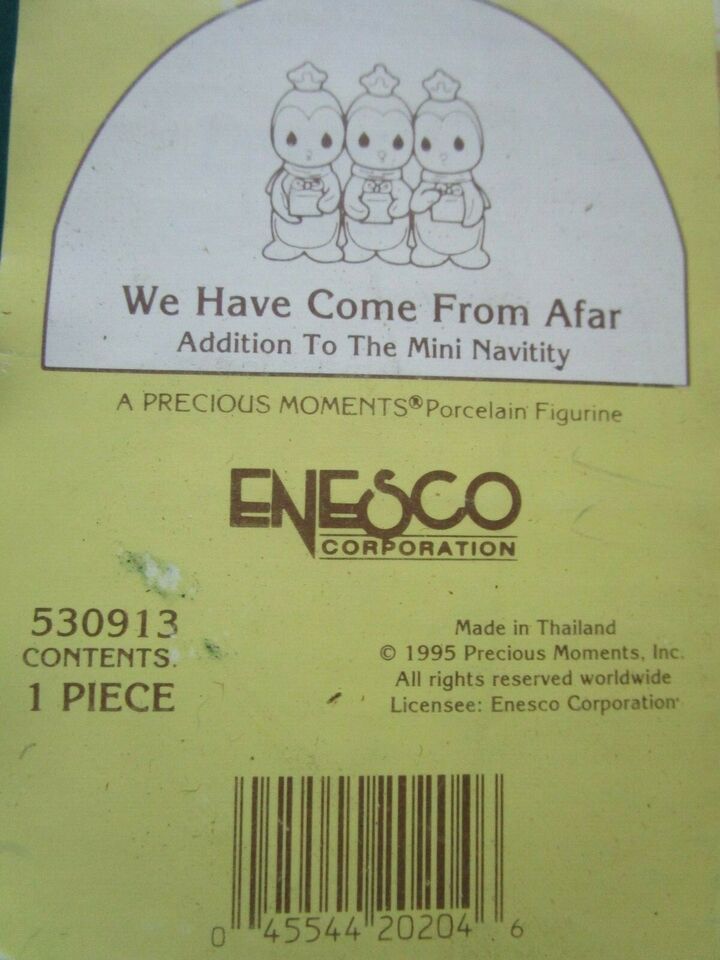 We Have Come From Afar
Addition To The Mini Navitity
A PRECIOUS MOMENTS® Porcelain Figurine
ENESCO
CORPORATION
530913
CONTENTS:
1 PIECE
Made in Thailand
© 1995 Precious Moments, Inc.
All rights reserved worldwide
Licensee: Enesco Corporation
0 45544 20204 6